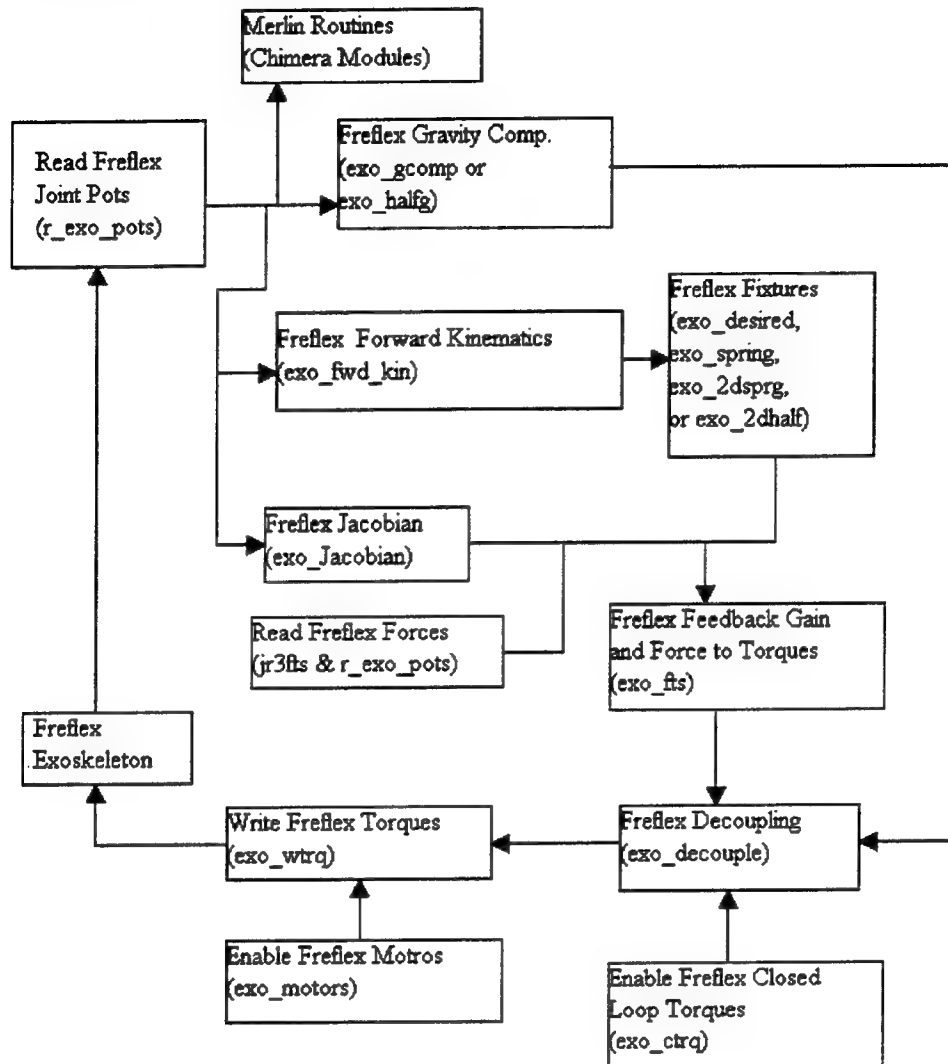 Merlin Routines
(Chimera Modules)
Read Freflex
Joint Pots
(r_exo_pots)
Freflex Gravity Comp.
(exo_gcomp or
exo_halfg)
Freflex Forward Kinematics
(exo_fwd_kin)
Freflex Fixtures
(exo_desired,
exo_spring,
exo_2dsprg,
or exo_2dhalf)
Freflex Jacobian
(exo_Jacobian)
Read Freflex Forces
(jr3fts & r_exo_pots)
Freflex Feedback Gain
and Force to Torques
(exo_fts)
Freflex
Exoskeleton
Write Freflex Torques
(exo_wtrq)
Freflex Decoupling
(exo_decouple)
Enable Freflex Motros
(exo_motors)
Enable Freflex Closed
Loop Torques
(exo_ctrq)